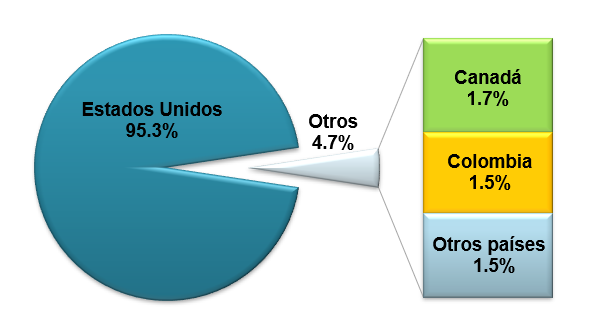 Estados Unidos
95.3%
Otros
4.7%
Canadá
1.7%
Colombia
1.5%
Otros países
1.5%